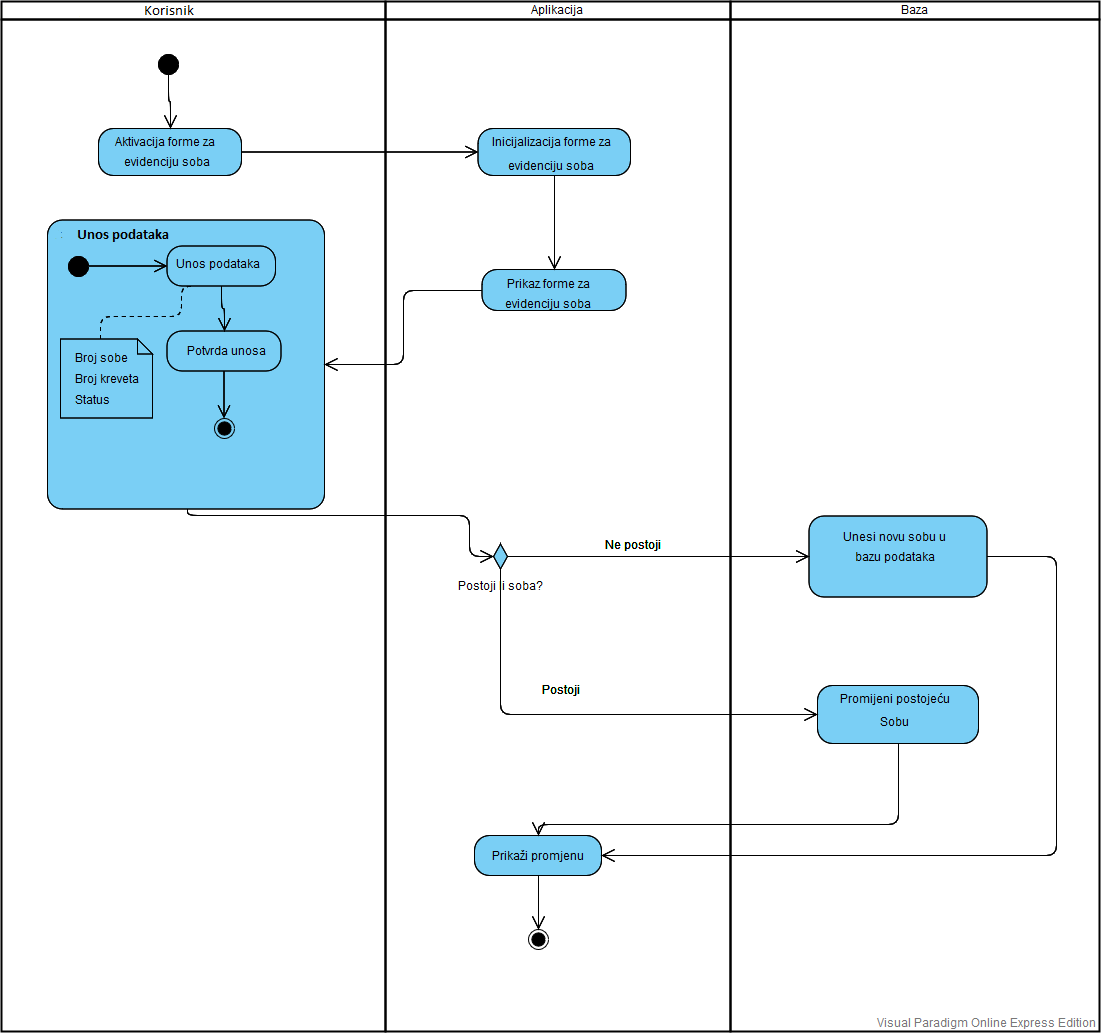 Korisnik
Aplikacija
Baza
Aktivacija forme za
evidenciju soba
Inicijalizacija forme za
evidenciju soba
: Unos podataka
Unos podataka
Prikaz forme za
evidenciju soba
Potvrda unosa
Broj sobe
Broj kreveta
Status
Ne postoji
Unesi novu sobu u
bazu podataka
Postoji li soba?
Postoji
Promijeni postojeću
Sobu
Prikaži promjenu
Visual Paradigm Online Express Edition